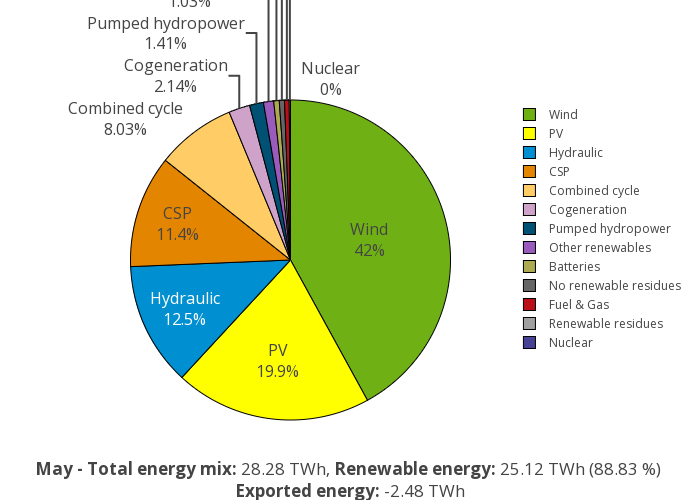 1.03%
Pumped hydropower
1.41%
Cogeneration
2.14%
Combined cycle
8.03%
Nuclear
0%
CSP
11.4%
Wind
42%
Hydraulic
12.5%
PV
19.9%
Wind
PV
Hydraulic
CSP
Combined cycle
Cogeneration
Pumped hydropower
Other renewables
Batteries
No renewable residues
Fuel & Gas
Renewable residues
Nuclear
May - Total energy mix: 28.28 TWh, Renewable energy: 25.12 TWh (88.83 %)
Exported energy: -2.48 TWh